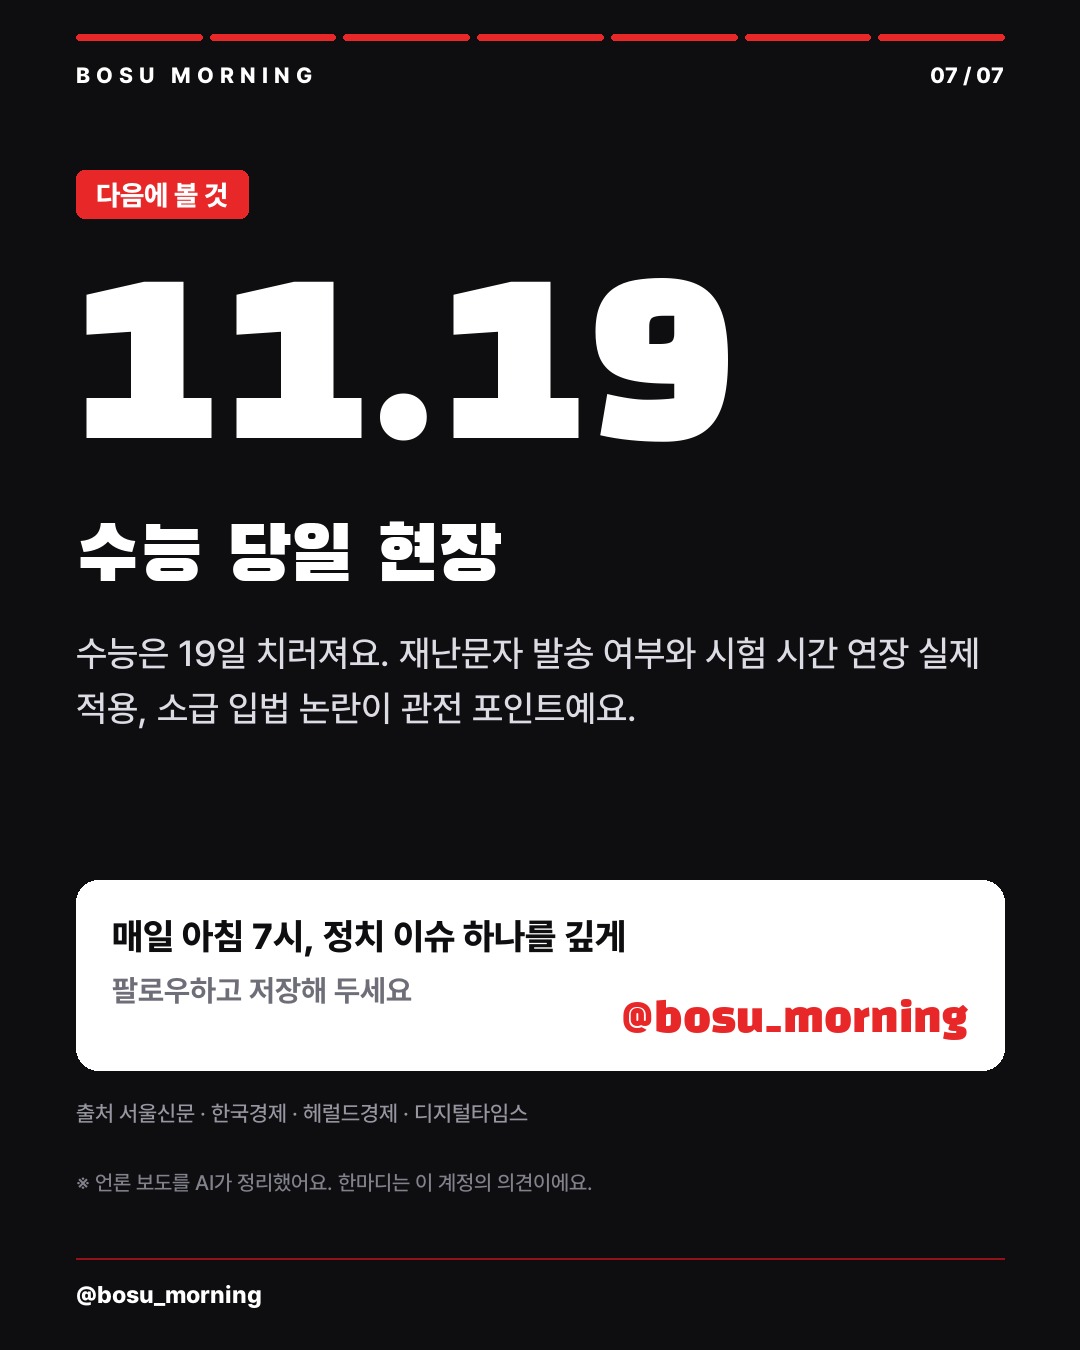 BOSU MORNING
07 / 07
다음에 볼 것
11.19
수능 당일 현장
수능은 19일 치러져요. 재난문자 발송 여부와 시험 시간 연장 실제
적용, 소급 입법 논란이 관전 포인트예요.
매일 아침 7시, 정치 이슈 하나를 깊게
팔로우하고 저장해 두세요
@bosu_morning
출처 서울신문 · 한국경제 · 헤럴드경제 · 디지털타임스
※ 언론 보도를 AI가 정리했어요. 한마디는 이 계정의 의견이에요.
@bosu_morning